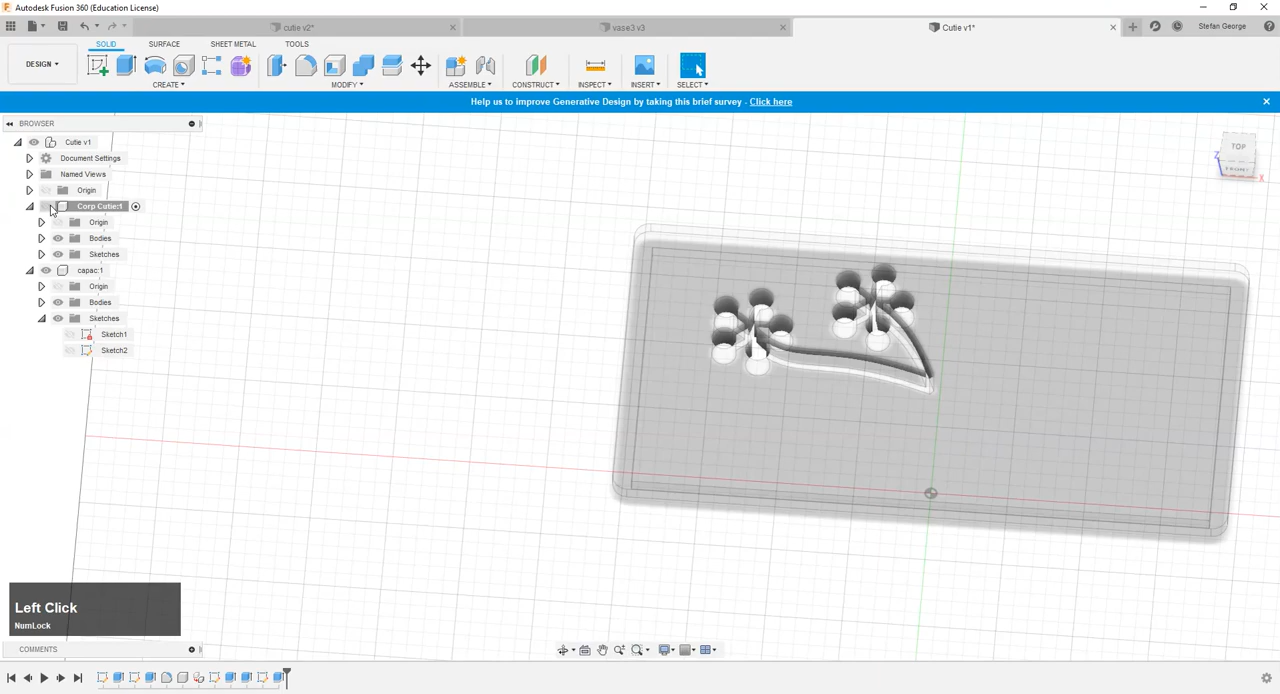 Autodesk Fusion 360 (Education License)
cutie v2*
vase3 v3
Cutie v1*
Stefan George
SOLID
SURFACE
SHEET METAL
TOOLS
DESIGN
CREATE
MODIFY
ASSEMBLE
CONSTRUCT
INSPECT
INSERT
SELECT
Help us to improve Generative Design by taking this brief survey - Click here
BROWSER
Cutie v1
Document Settings
Named Views
Origin
Corp Cutie:1
Origin
Bodies
Sketches
capac:1
Origin
Bodies
Sketches
Sketch1
Sketch2
TOP
Z
X
Left Click
NumLock
COMMENTS